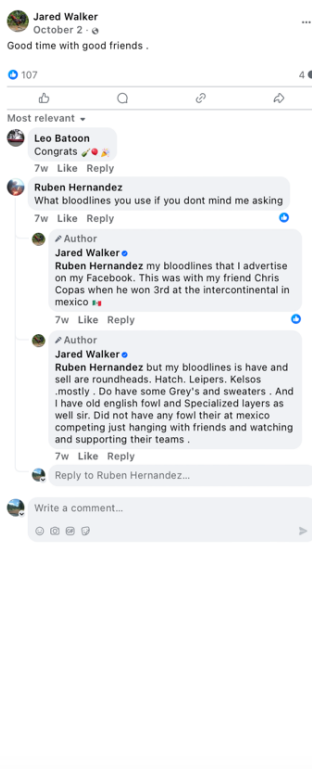 Jared Walker
October 2 ·
Good time with good friends .
107
4
Most relevant
Leo Batoon
Congrats
7w Like Reply
Ruben Hernandez
What bloodlines you use if you dont mind me asking
7w Like Reply
Author
Jared Walker
Ruben Hernandez my bloodlines that I advertise
on my Facebook. This was with my friend Chris
Copas when he won 3rd at the intercontinental in
mexico 🇲🇽
7w Like Reply
Author
Jared Walker
Ruben Hernandez but my bloodlines is have and
sell are roundheads. Hatch. Leipers. Kelsos
.mostly . Do have some Grey's and sweaters . And
I have old english fowl and Specialized layers as
well sir. Did not have any fowl their at mexico
competing just hanging with friends and watching
and supporting their teams .
7w Like Reply
Reply to Ruben Hernandez...
Write a comment...